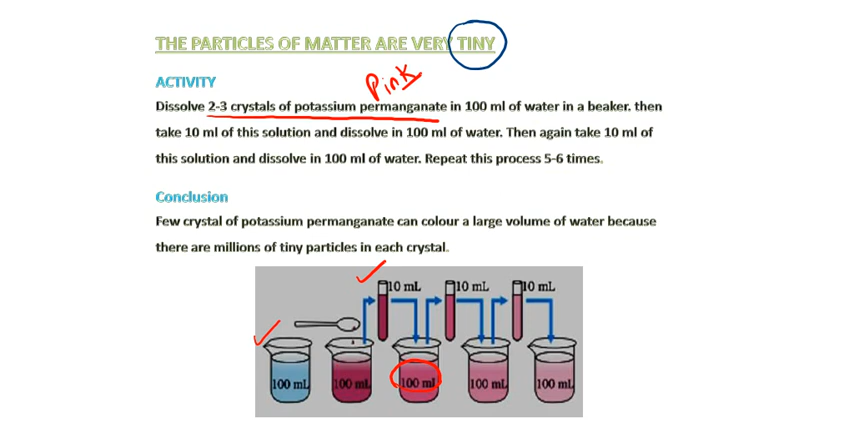 THE PARTICLES OF MATTER ARE VERY TINY
ACTIVITY
Pink
Dissolve 2-3 crystals of potassium permanganate in 100 ml of water in a beaker. then
take 10 ml of this solution and dissolve in 100 ml of water. Then again take 10 ml of
this solution and dissolve in 100 ml of water. Repeat this process 5-6 times.
Conclusion
Few crystal of potassium permanganate can colour a large volume of water because
there are millions of tiny particles in each crystal.
10 mL 10 mL 10 mL
100 mL 100 mL 100 mL 100 mL 100 mL